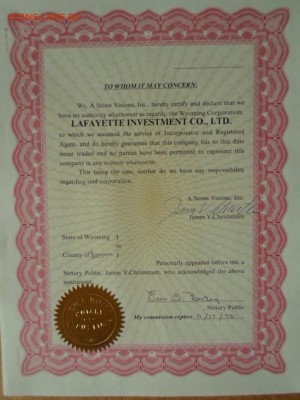 TO WHOM IT MAY CONCERN:
We, A Street Visions, Inc., hereby certify and declare that we
have no authority whatsoever as regards, the Wyoming Corporation:
LAFAYETTE INVESTMENT CO., LTD.
to which we assumed the service of Incorporator and Registered
Agent, and do hereby guarantee that this company has to this date
never traded and no parties have been permitted to represent this
company in any matter whatsoever.
This being the case, neither do we have any responsibility
regarding said corporation.
A Street Visions, Inc.
James V. Christensen
State of Wyoming )
County of )
Personally appeared before me, a
Notary Public, James V. Christensen, who acknowledged the above
instrument.
Notary Public
My commission expires